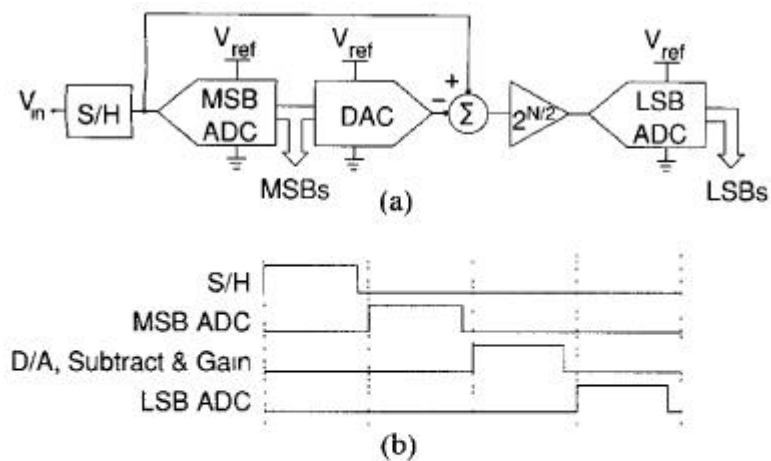 V_ref V_ref V_ref
V_in S/H MSB ADC DAC + − Σ 2^{N/2} LSB ADC
MSBs LSBs
(a)
S/H
MSB ADC
D/A, Subtract & Gain
LSB ADC
(b)